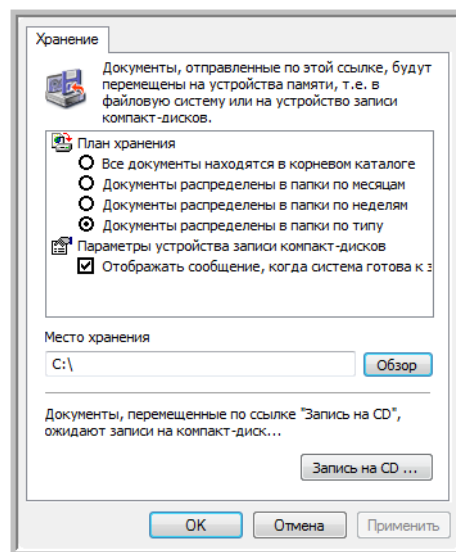 Хранение
Документы, отправленные по этой ссылке, будут
перемещены на устройства памяти, т.е. в
файловую систему или на устройство записи
компакт-дисков.
План хранения
Все документы находятся в корневом каталоге
Документы распределены в папки по месяцам
Документы распределены в папки по неделям
Документы распределены в папки по типу
Параметры устройства записи компакт-дисков
Отображать сообщение, когда система готова к з
Место хранения
C:\
Обзор
Документы, перемещенные по ссылке "Запись на CD",
ожидают записи на компакт-диск...
Запись на CD ...
OK
Отмена
Применить